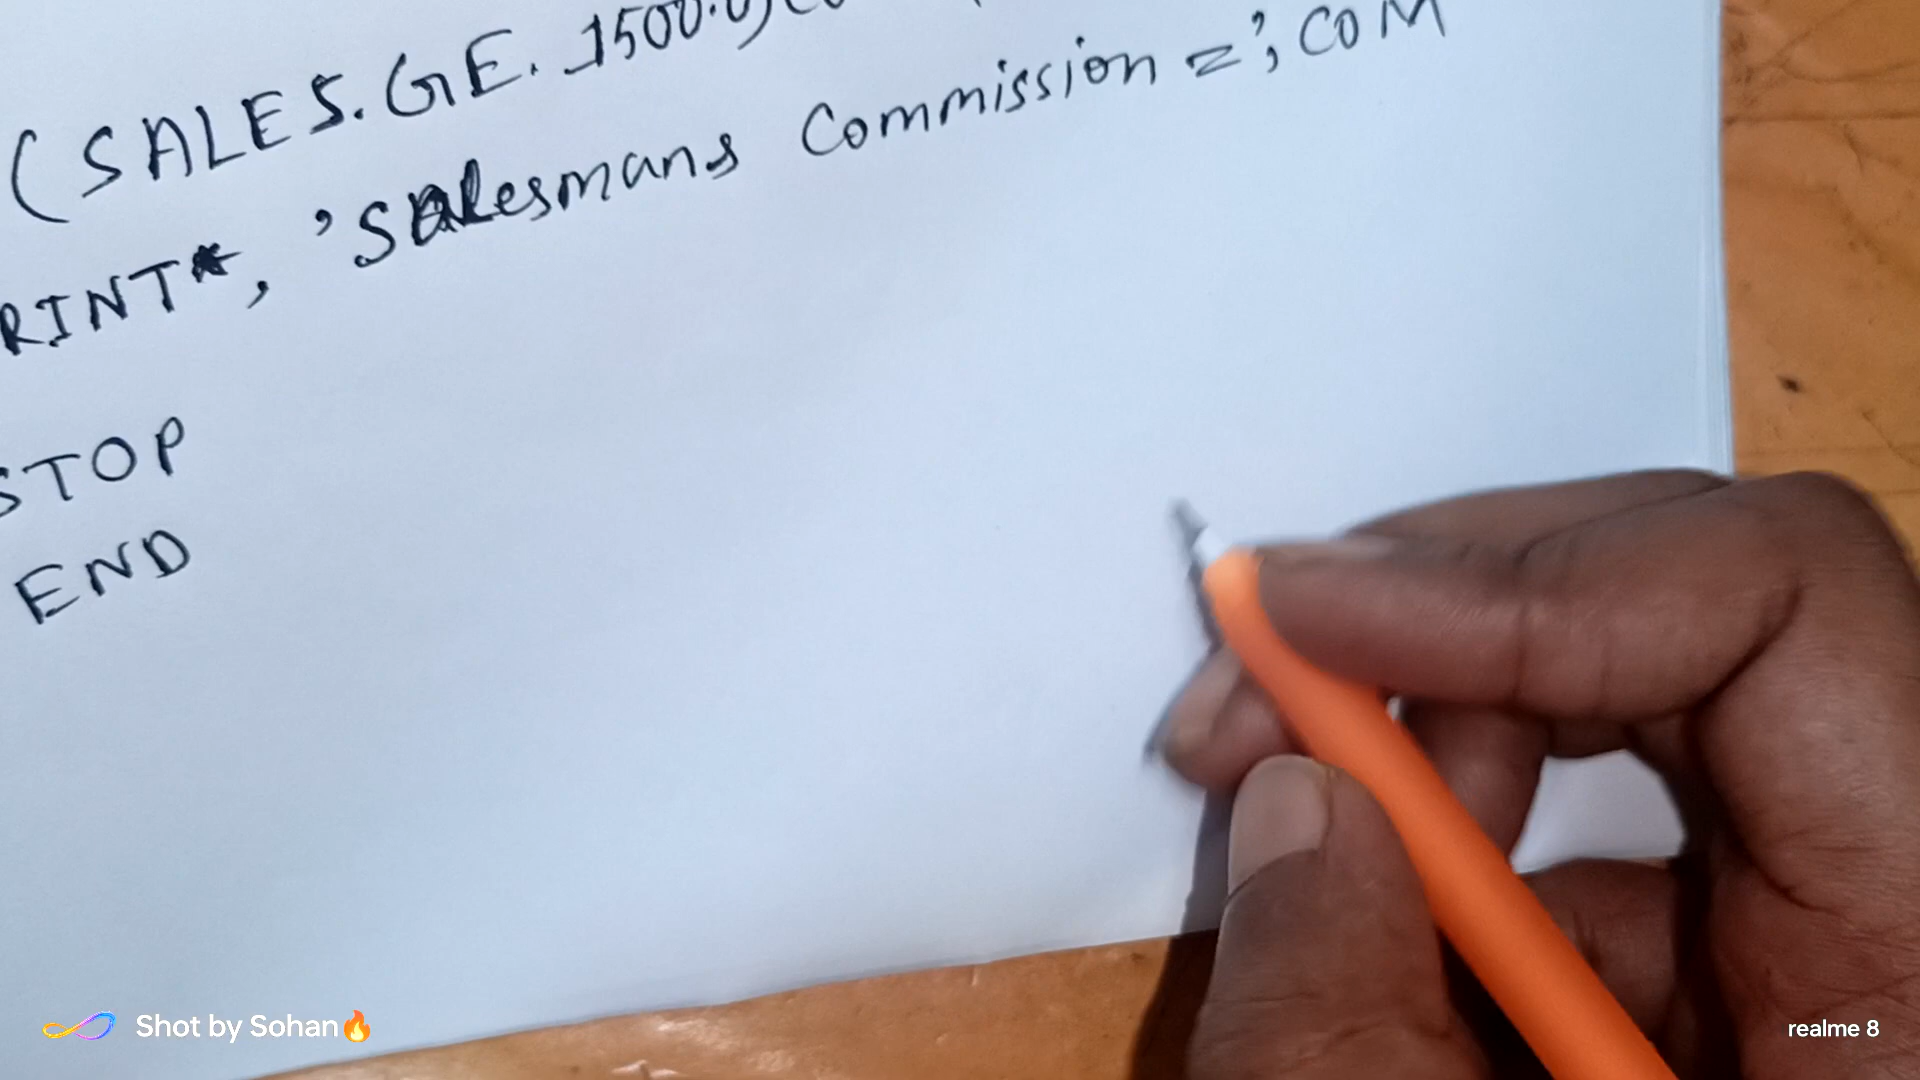 (SALES.GE.1500.0)
RINT*, 'Salesmans Commission =', COM
STOP
END
Shot by Sohan🔥
realme 8